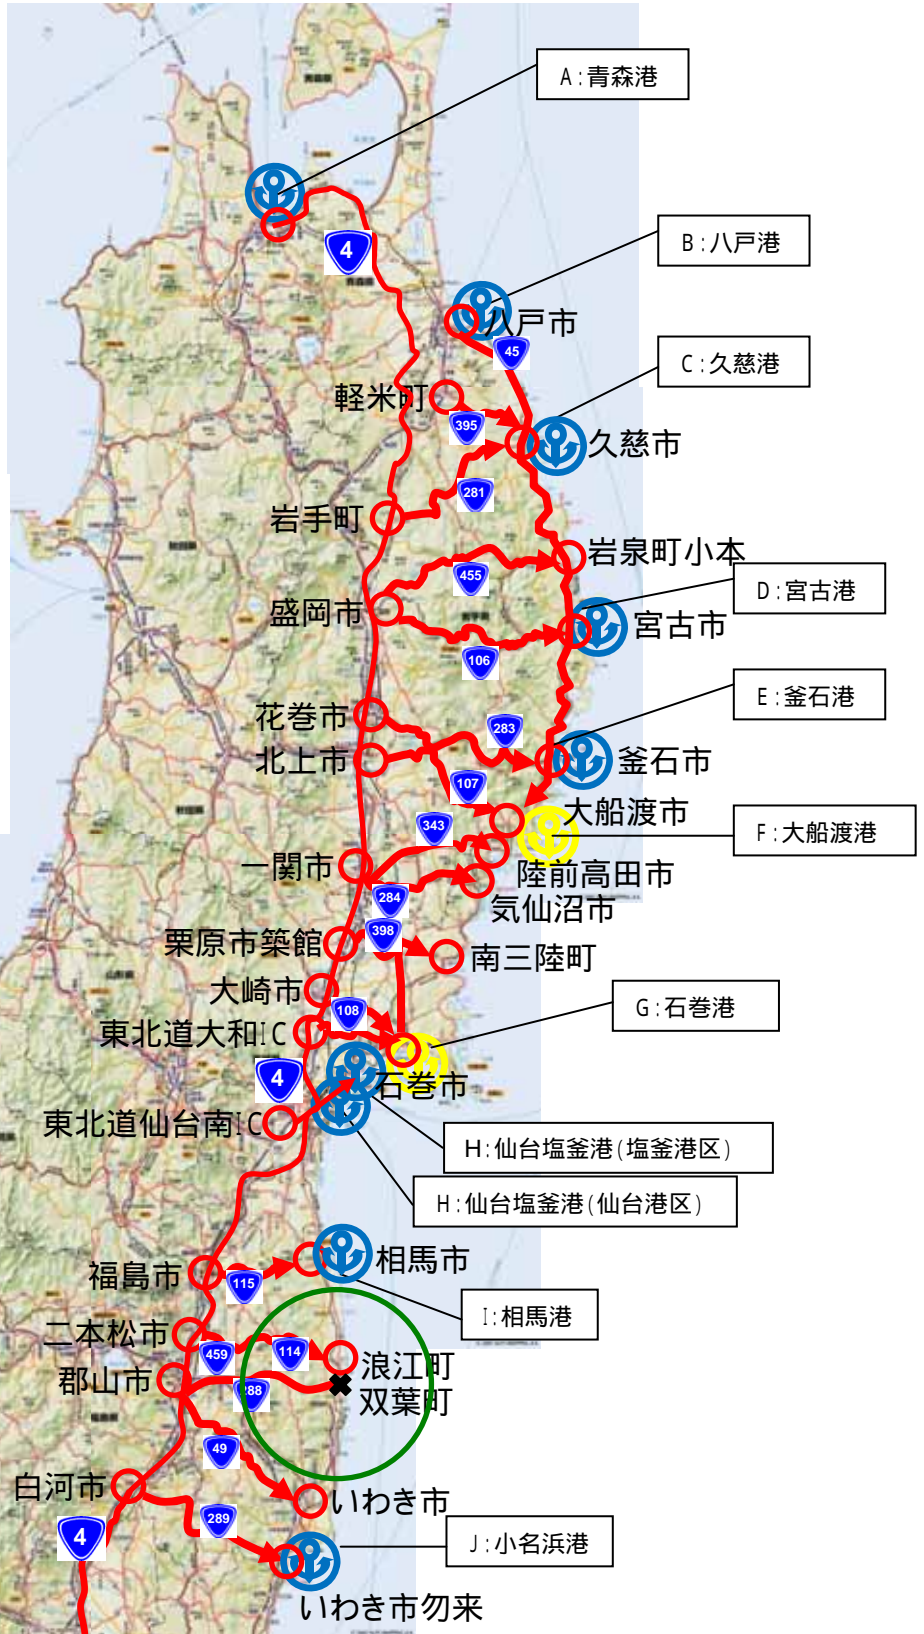 A:青森港
4
B:八戸港
八戸市
45
C:久慈港
軽米町
395
久慈市
281
岩手町
岩泉町小本
455
D:宮古港
盛岡市
宮古市
106
E:釜石港
花巻市
283
北上市
釜石市
107
大船渡市
343
F:大船渡港
一関市
陸前高田市
284
気仙沼市
398
栗原市築館
南三陸町
大崎市
108
G:石巻港
東北道大和IC
4
石巻市
東北道仙台南IC
H:仙台塩釜港(塩釜港区)
H:仙台塩釜港(仙台港区)
相馬市
福島市
115
I:相馬港
二本松市
459
114
浪江町
郡山市
288
双葉町
49
白河市
いわき市
289
4
J:小名浜港
いわき市勿来